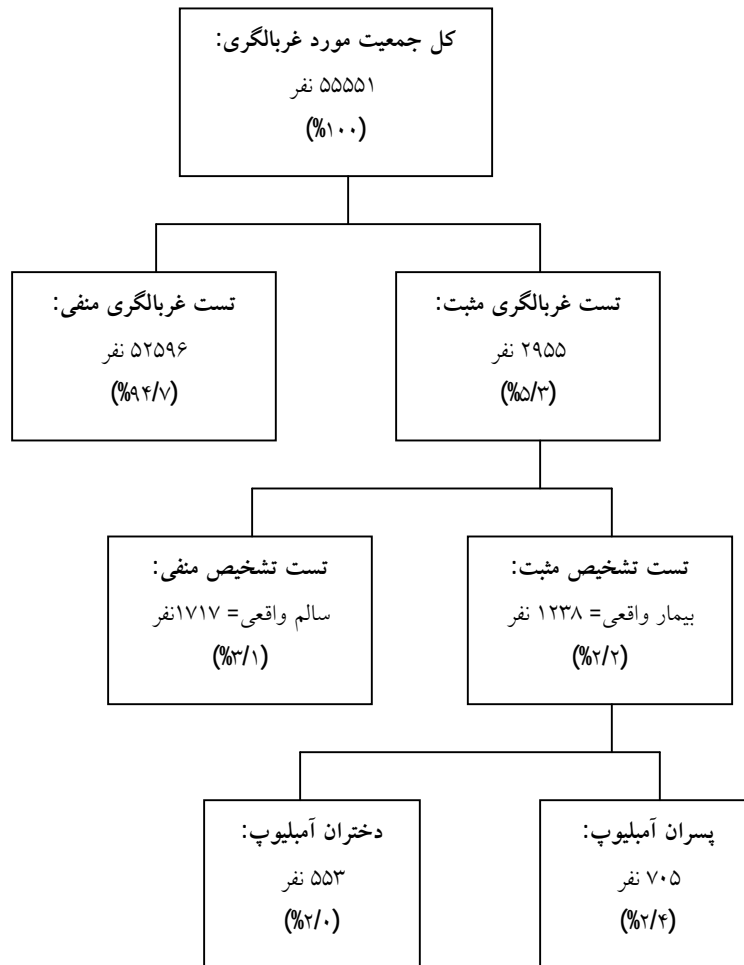 کل جمعیت مورد غربالگری:
۵۵۵۵۱ نفر
(%۱۰۰)
تست غربالگری مثبت:
۲۹۵۵ نفر
(%۵/۳)
تست غربالگری منفی:
۵۲۵۹۶ نفر
(%۹۴/۷)
تست تشخیص مثبت:
بیمار واقعی= ۱۲۳۸ نفر
(%۲/۲)
تست تشخیص منفی:
سالم واقعی= ۱۷۱۷نفر
(%۳/۱)
پسران آمبلیوپ:
۷۰۵ نفر
(%۲/۴)
دختران آمبلیوپ:
۵۵۳ نفر
(%۲/۰)